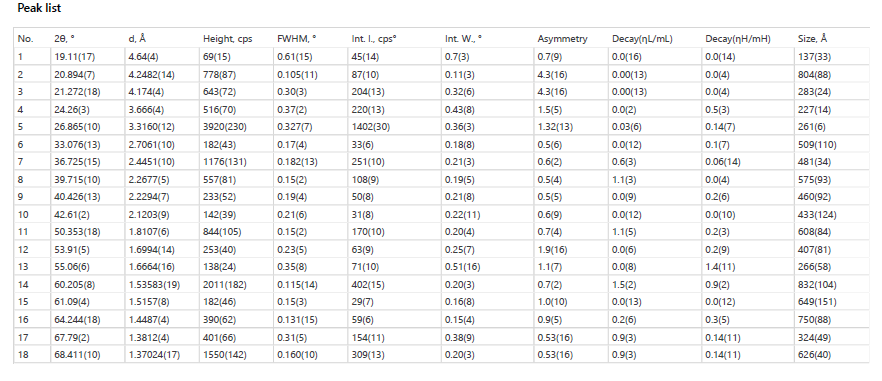 Peak list
No. 2θ, ° d, Å Height, cps FWHM, ° Int. I., cps° Int. W., ° Asymmetry Decay(ηL/mL) Decay(ηH/mH) Size, Å
1 19.11(17) 4.64(4) 69(15) 0.61(15) 45(14) 0.7(3) 0.7(9) 0.0(16) 0.0(14) 137(33)
2 20.894(7) 4.2482(14) 778(87) 0.105(11) 87(10) 0.11(3) 4.3(16) 0.00(13) 0.0(4) 804(88)
3 21.272(18) 4.174(4) 643(72) 0.30(3) 204(13) 0.32(6) 4.3(16) 0.00(13) 0.0(4) 283(24)
4 24.26(3) 3.666(4) 516(70) 0.37(2) 220(13) 0.43(8) 1.5(5) 0.0(2) 0.5(3) 227(14)
5 26.865(10) 3.3160(12) 3920(230) 0.327(7) 1402(30) 0.36(3) 1.32(13) 0.03(6) 0.14(7) 261(6)
6 33.076(13) 2.7061(10) 182(43) 0.17(4) 33(6) 0.18(8) 0.5(6) 0.0(12) 0.1(7) 509(110)
7 36.725(15) 2.4451(10) 1176(131) 0.182(13) 251(10) 0.21(3) 0.6(2) 0.6(3) 0.06(14) 481(34)
8 39.715(10) 2.2677(5) 557(81) 0.15(2) 108(9) 0.19(5) 0.5(4) 1.1(3) 0.0(4) 575(93)
9 40.426(13) 2.2294(7) 233(52) 0.19(4) 50(8) 0.21(8) 0.5(5) 0.0(9) 0.2(6) 460(92)
10 42.61(2) 2.1203(9) 142(39) 0.21(6) 31(8) 0.22(11) 0.6(9) 0.0(12) 0.0(10) 433(124)
11 50.353(18) 1.8107(6) 844(105) 0.15(2) 170(10) 0.20(4) 0.7(4) 1.1(5) 0.2(3) 608(84)
12 53.91(5) 1.6994(14) 253(40) 0.23(5) 63(9) 0.25(7) 1.9(16) 0.0(6) 0.2(9) 407(81)
13 55.06(6) 1.6664(16) 138(24) 0.35(8) 71(10) 0.51(16) 1.1(7) 0.0(8) 1.4(11) 266(58)
14 60.205(8) 1.53583(19) 2011(182) 0.115(14) 402(15) 0.20(3) 0.7(2) 1.5(2) 0.9(2) 832(104)
15 61.09(4) 1.5157(8) 182(46) 0.15(3) 29(7) 0.16(8) 1.0(10) 0.0(13) 0.0(12) 649(151)
16 64.244(18) 1.4487(4) 390(62) 0.131(15) 59(6) 0.15(4) 0.9(5) 0.2(6) 0.3(5) 750(88)
17 67.79(2) 1.3812(4) 401(66) 0.31(5) 154(11) 0.38(9) 0.53(16) 0.9(3) 0.14(11) 324(49)
18 68.411(10) 1.37024(17) 1550(142) 0.160(10) 309(13) 0.20(3) 0.53(16) 0.9(3) 0.14(11) 626(40)